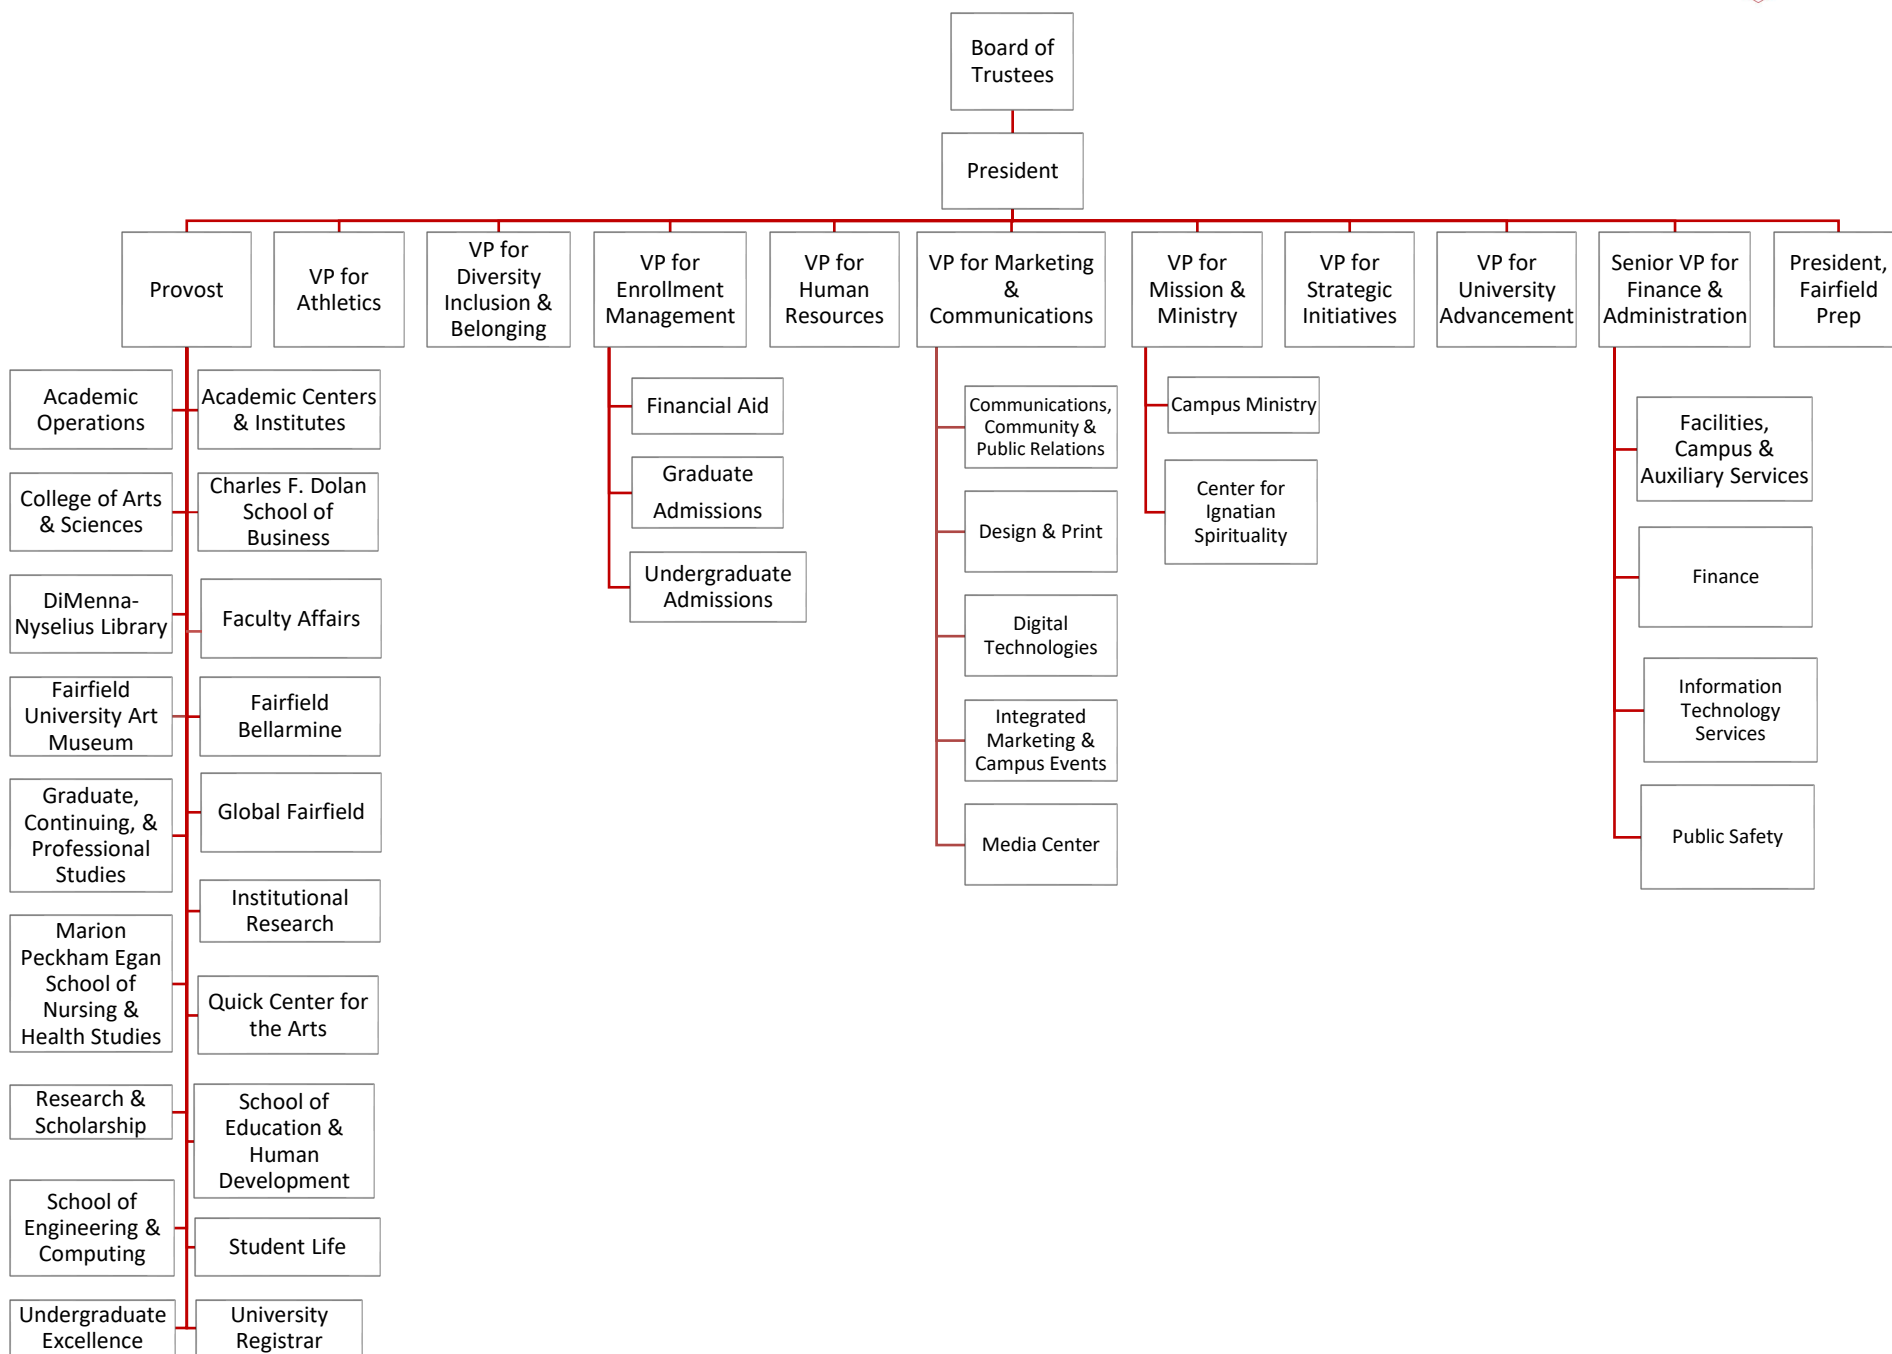 Board of
Trustees
President
Provost
VP for
Athletics
VP for
Diversity
Inclusion &
Belonging
VP for
Enrollment
Management
VP for
Human
Resources
VP for Marketing
&
Communications
VP for
Mission &
Ministry
VP for
Strategic
Initiatives
VP for
University
Advancement
Senior VP for
Finance &
Administration
President,
Fairfield
Prep
Academic
Operations
Academic Centers
& Institutes
College of Arts
& Sciences
Charles F. Dolan
School of
Business
DiMenna-
Nyselius Library
Faculty Affairs
Fairfield
University Art
Museum
Fairfield
Bellarmine
Graduate,
Continuing, &
Professional
Studies
Global Fairfield
Institutional
Research
Marion
Peckham Egan
School of
Nursing &
Health Studies
Quick Center for
the Arts
Research &
Scholarship
School of
Education &
Human
Development
School of
Engineering &
Computing
Student Life
Undergraduate
Excellence
University
Registrar
Financial Aid
Graduate
Admissions
Undergraduate
Admissions
Communications,
Community &
Public Relations
Design & Print
Digital
Technologies
Integrated
Marketing &
Campus Events
Media Center
Campus Ministry
Center for
Ignatian
Spirituality
Facilities,
Campus &
Auxiliary Services
Finance
Information
Technology
Services
Public Safety